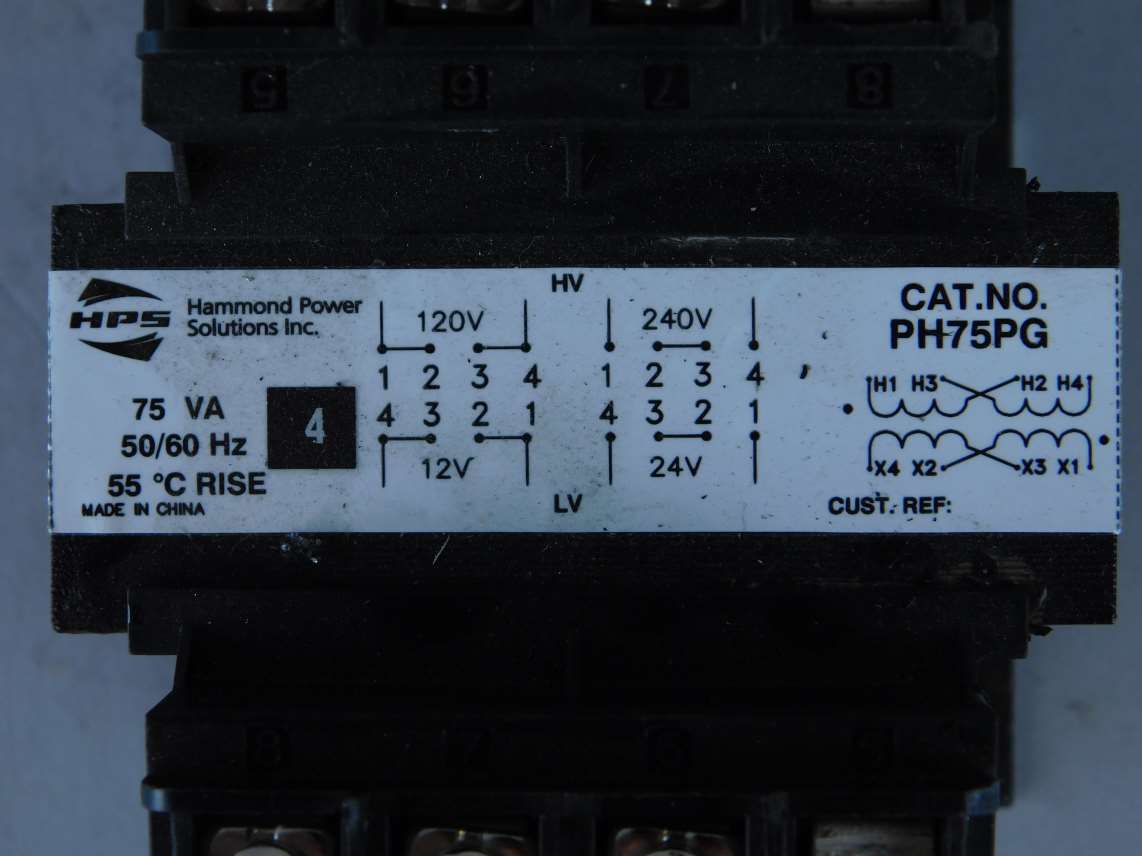 5 6 7 8
HPS
Hammond Power
Solutions Inc.
75 VA
50/60 Hz
55 °C RISE
MADE IN CHINA
4
HV
120V 240V
1 2 3 4 1 2 3 4
4 3 2 1 4 3 2 1
12V 24V
LV
CAT.NO.
PH75PG
H1 H3 H2 H4
X4 X2 X3 X1
CUST. REF: